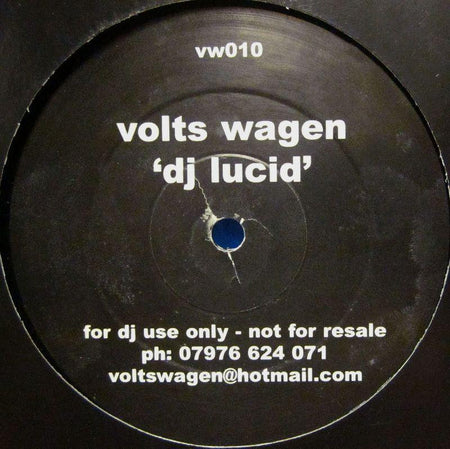 vw010
volts wagen
‘dj lucid’
for dj use only - not for resale
ph: 07976 624 071
voltswagen@hotmail.com